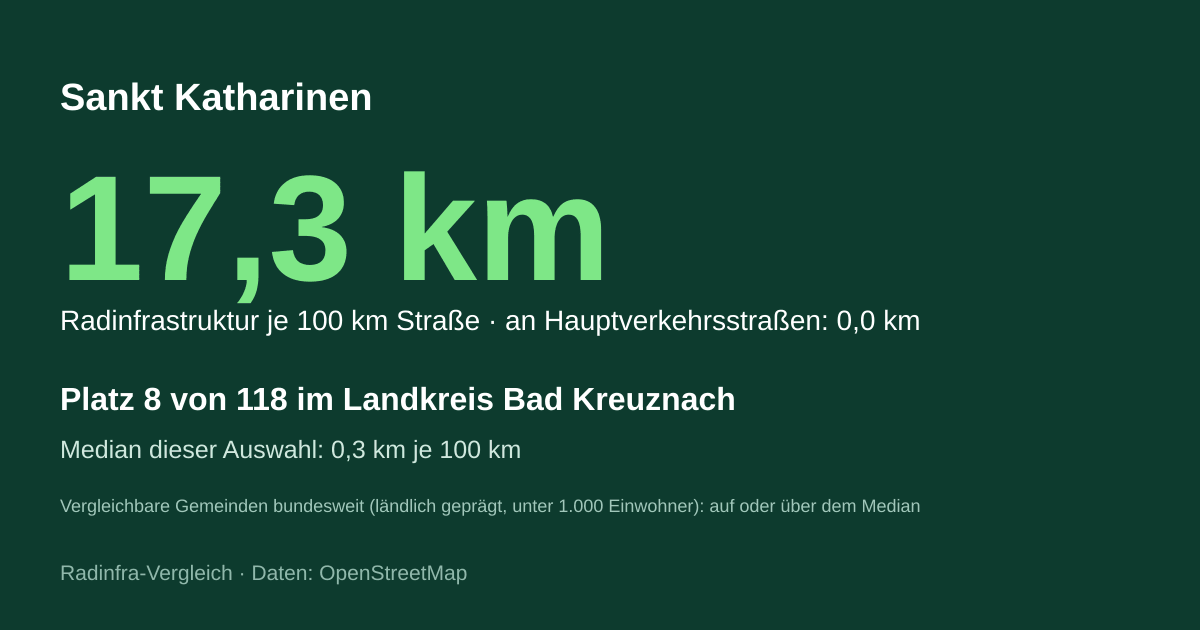 Sankt Katharinen
17,3 km
Radinfrastruktur je 100 km Straße · an Hauptverkehrsstraßen: 0,0 km
Platz 8 von 118 im Landkreis Bad Kreuznach
Median dieser Auswahl: 0,3 km je 100 km
Vergleichbare Gemeinden bundesweit (ländlich geprägt, unter 1.000 Einwohner): auf oder über dem Median
Radinfra-Vergleich · Daten: OpenStreetMap